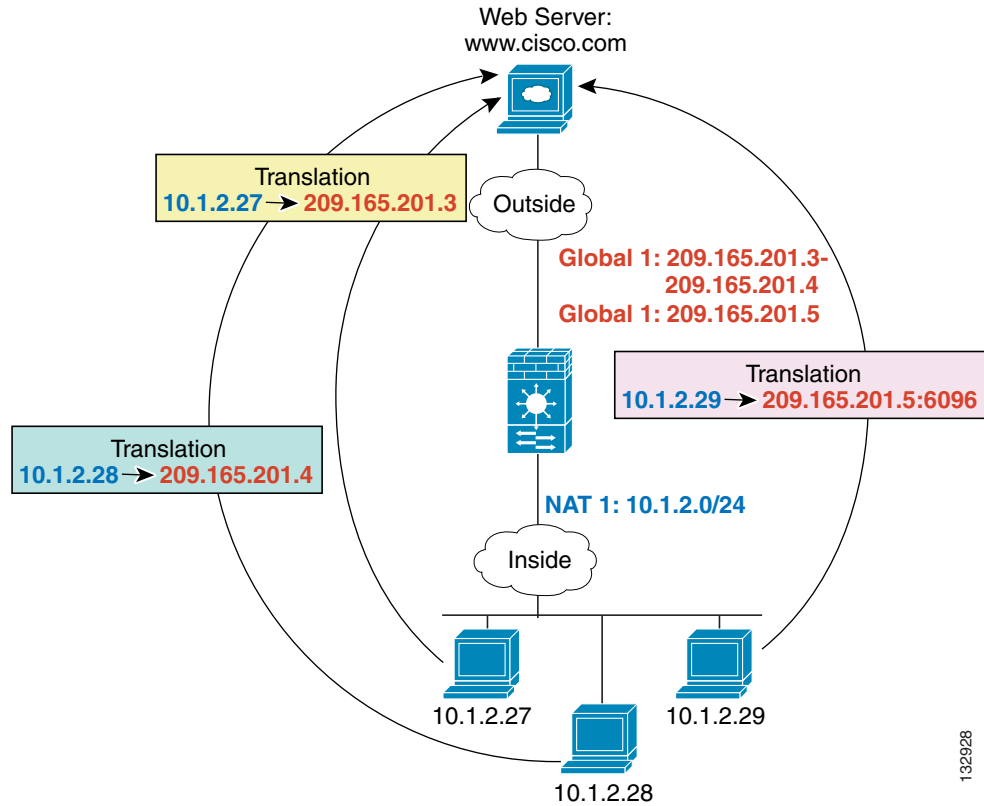 Web Server:
www.cisco.com
Translation
10.1.2.27 209.165.201.3
Outside
Global 1: 209.165.201.3-
209.165.201.4
Global 1: 209.165.201.5
Translation
10.1.2.29 209.165.201.5:6096
Translation
10.1.2.28 209.165.201.4
NAT 1: 10.1.2.0/24
Inside
10.1.2.27
10.1.2.29
10.1.2.28
132928